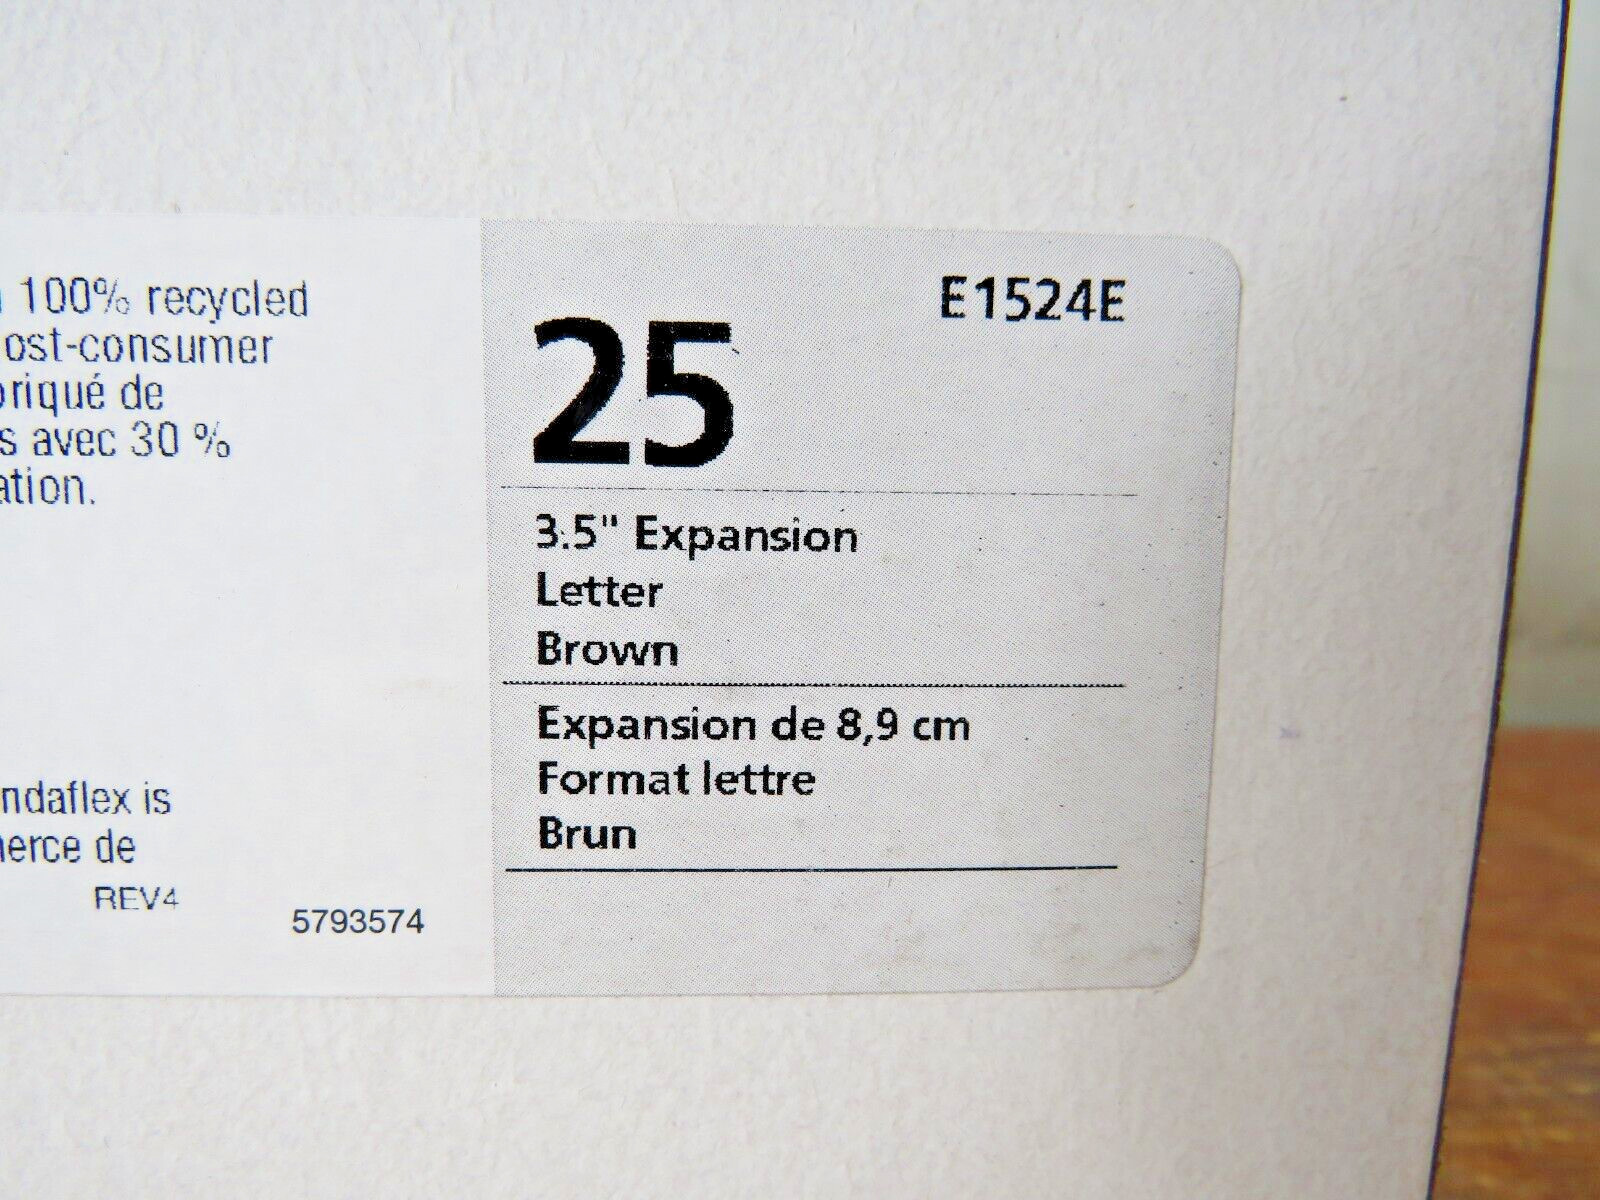 100% recycled
ost-consumer
briqué de
s avec 30 %
ation.
ndaflex is
erce de
REV4
5793574
E1524E
25
3.5" Expansion
Letter
Brown
Expansion de 8,9 cm
Format lettre
Brun